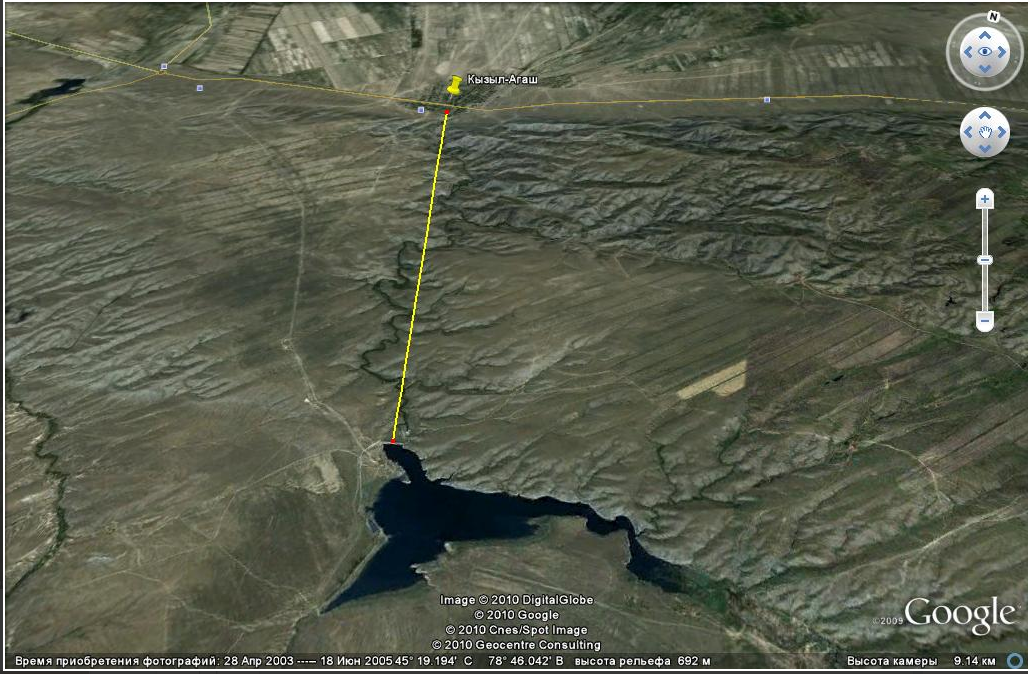 N
Кызыл-Агаш
Image © 2010 DigitalGlobe
© 2010 Google
© 2010 Cnes/Spot Image
© 2010 Geocentre Consulting
©2009 Google
Время приобретения фотографий: 28 Апр 2003 ---– 18 Июн 2005 45° 19.194' С 78° 46.042' В высота рельефа 692 м Высота камеры 9.14 км